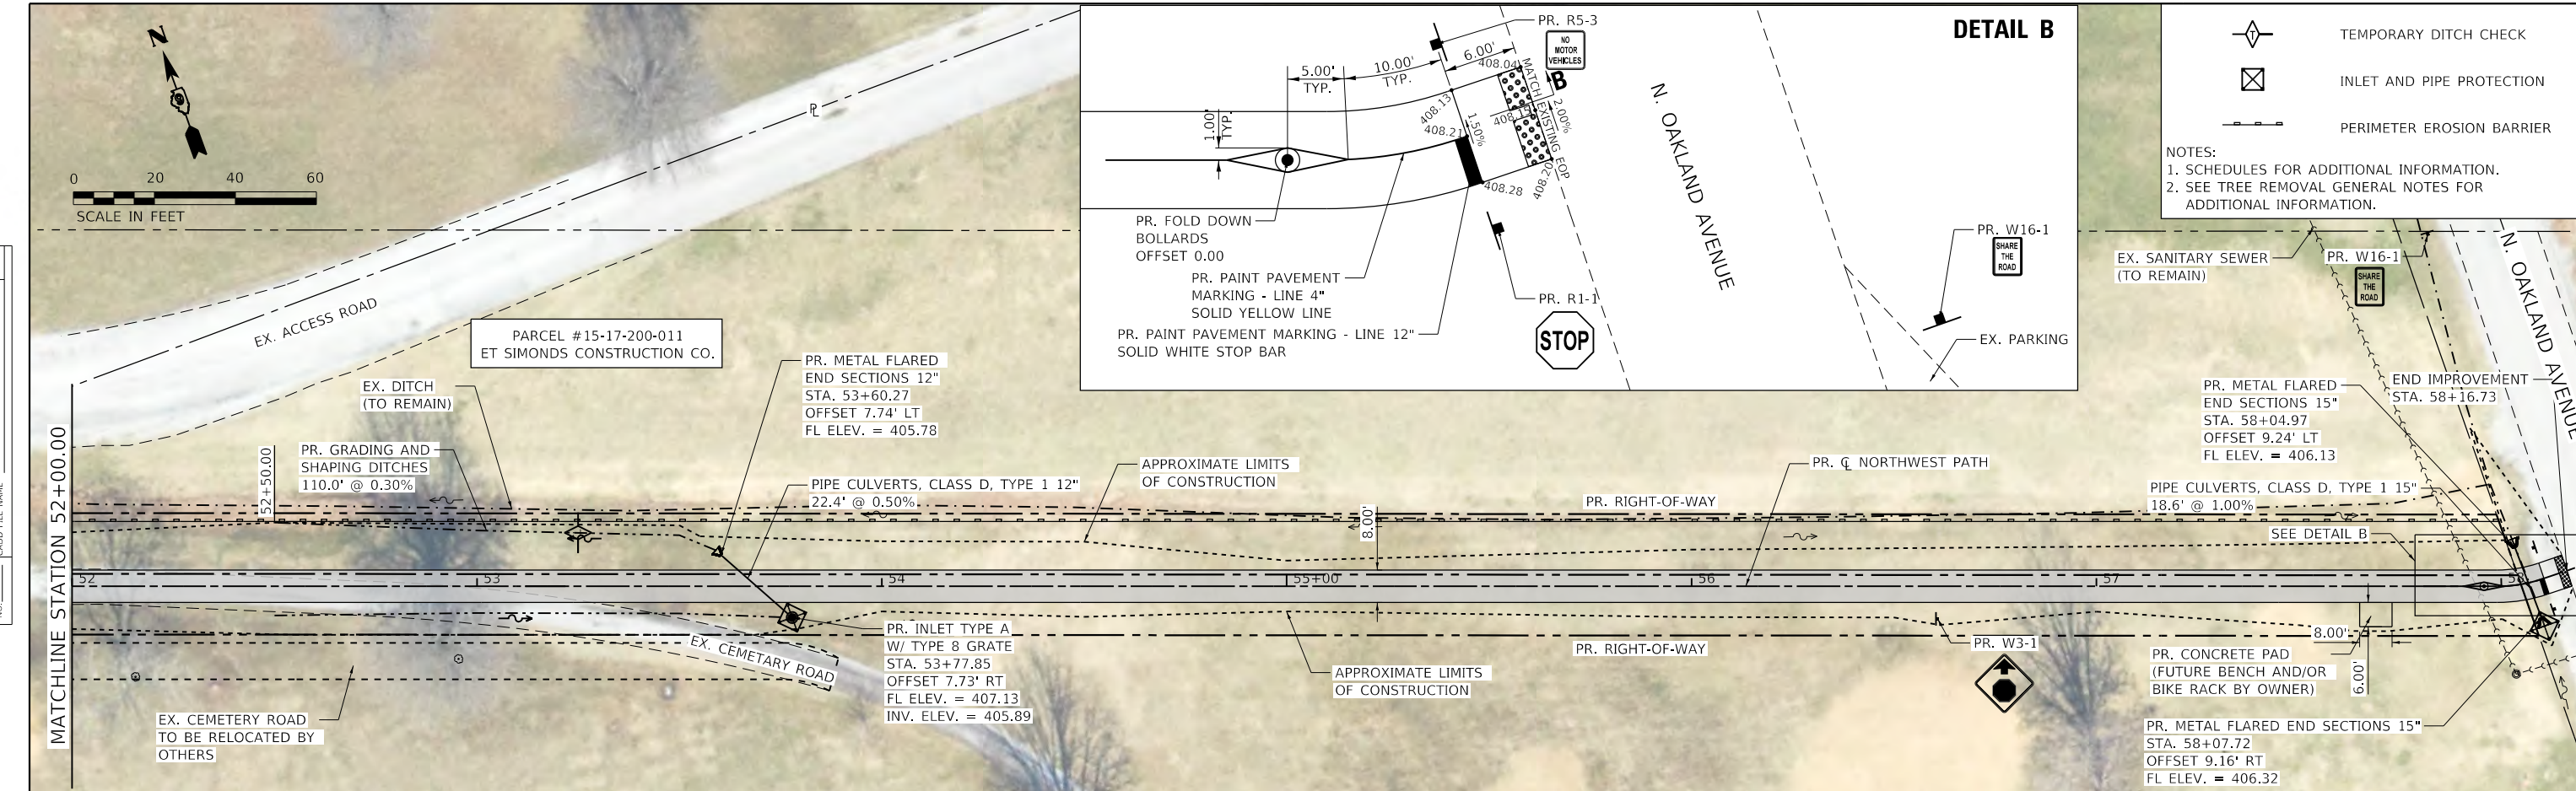 N
0 20 40 60
SCALE IN FEET
EX. ACCESS ROAD
PL
PARCEL #15-17-200-011
ET SIMONDS CONSTRUCTION CO.
DETAIL B
PR. R5-3
NO
MOTOR
VEHICLES
5.00'
TYP.
10.00'
TYP.
6.00'
1.00'
TYP.
408.04
408.13
408.21
1.50%
2.00%
B
MATCH EXISTING EOP
408.28
408.20
N. OAKLAND AVENUE
PR. FOLD DOWN
BOLLARDS
OFFSET 0.00
PR. PAINT PAVEMENT
MARKING - LINE 4"
SOLID YELLOW LINE
PR. PAINT PAVEMENT MARKING - LINE 12"
SOLID WHITE STOP BAR
PR. R1-1
STOP
PR. W16-1
SHARE
THE
ROAD
EX. PARKING
T
TEMPORARY DITCH CHECK
INLET AND PIPE PROTECTION
PERIMETER EROSION BARRIER
NOTES:
1. SCHEDULES FOR ADDITIONAL INFORMATION.
2. SEE TREE REMOVAL GENERAL NOTES FOR
ADDITIONAL INFORMATION.
EX. SANITARY SEWER
(TO REMAIN)
PR. W16-1
SHARE
THE
ROAD
N. OAKLAND AVENUE
MATCHLINE STATION 52+00.00
EX. DITCH
(TO REMAIN)
52+50.00
PR. GRADING AND
SHAPING DITCHES
110.0' @ 0.30%
PR. METAL FLARED
END SECTIONS 12"
STA. 53+60.27
OFFSET 7.74' LT
FL ELEV. = 405.78
PIPE CULVERTS, CLASS D, TYPE 1 12"
22.4' @ 0.50%
APPROXIMATE LIMITS
OF CONSTRUCTION
8.00'
PR. RIGHT-OF-WAY
PR. CL NORTHWEST PATH
PR. METAL FLARED
END SECTIONS 15"
STA. 58+04.97
OFFSET 9.24' LT
FL ELEV. = 406.13
END IMPROVEMENT
STA. 58+16.73
PIPE CULVERTS, CLASS D, TYPE 1 15"
18.6' @ 1.00%
SEE DETAIL B
52 53 54 55+00 56 57 58
EX. CEMETARY ROAD
EX. CEMETERY ROAD
TO BE RELOCATED BY
OTHERS
PR. INLET TYPE A
W/ TYPE 8 GRATE
STA. 53+77.85
OFFSET 7.73' RT
FL ELEV. = 407.13
INV. ELEV. = 405.89
APPROXIMATE LIMITS
OF CONSTRUCTION
PR. RIGHT-OF-WAY
PR. W3-1
8.00'
6.00'
PR. CONCRETE PAD
(FUTURE BENCH AND/OR
BIKE RACK BY OWNER)
PR. METAL FLARED END SECTIONS 15"
STA. 58+07.72
OFFSET 9.16' RT
FL ELEV. = 406.32